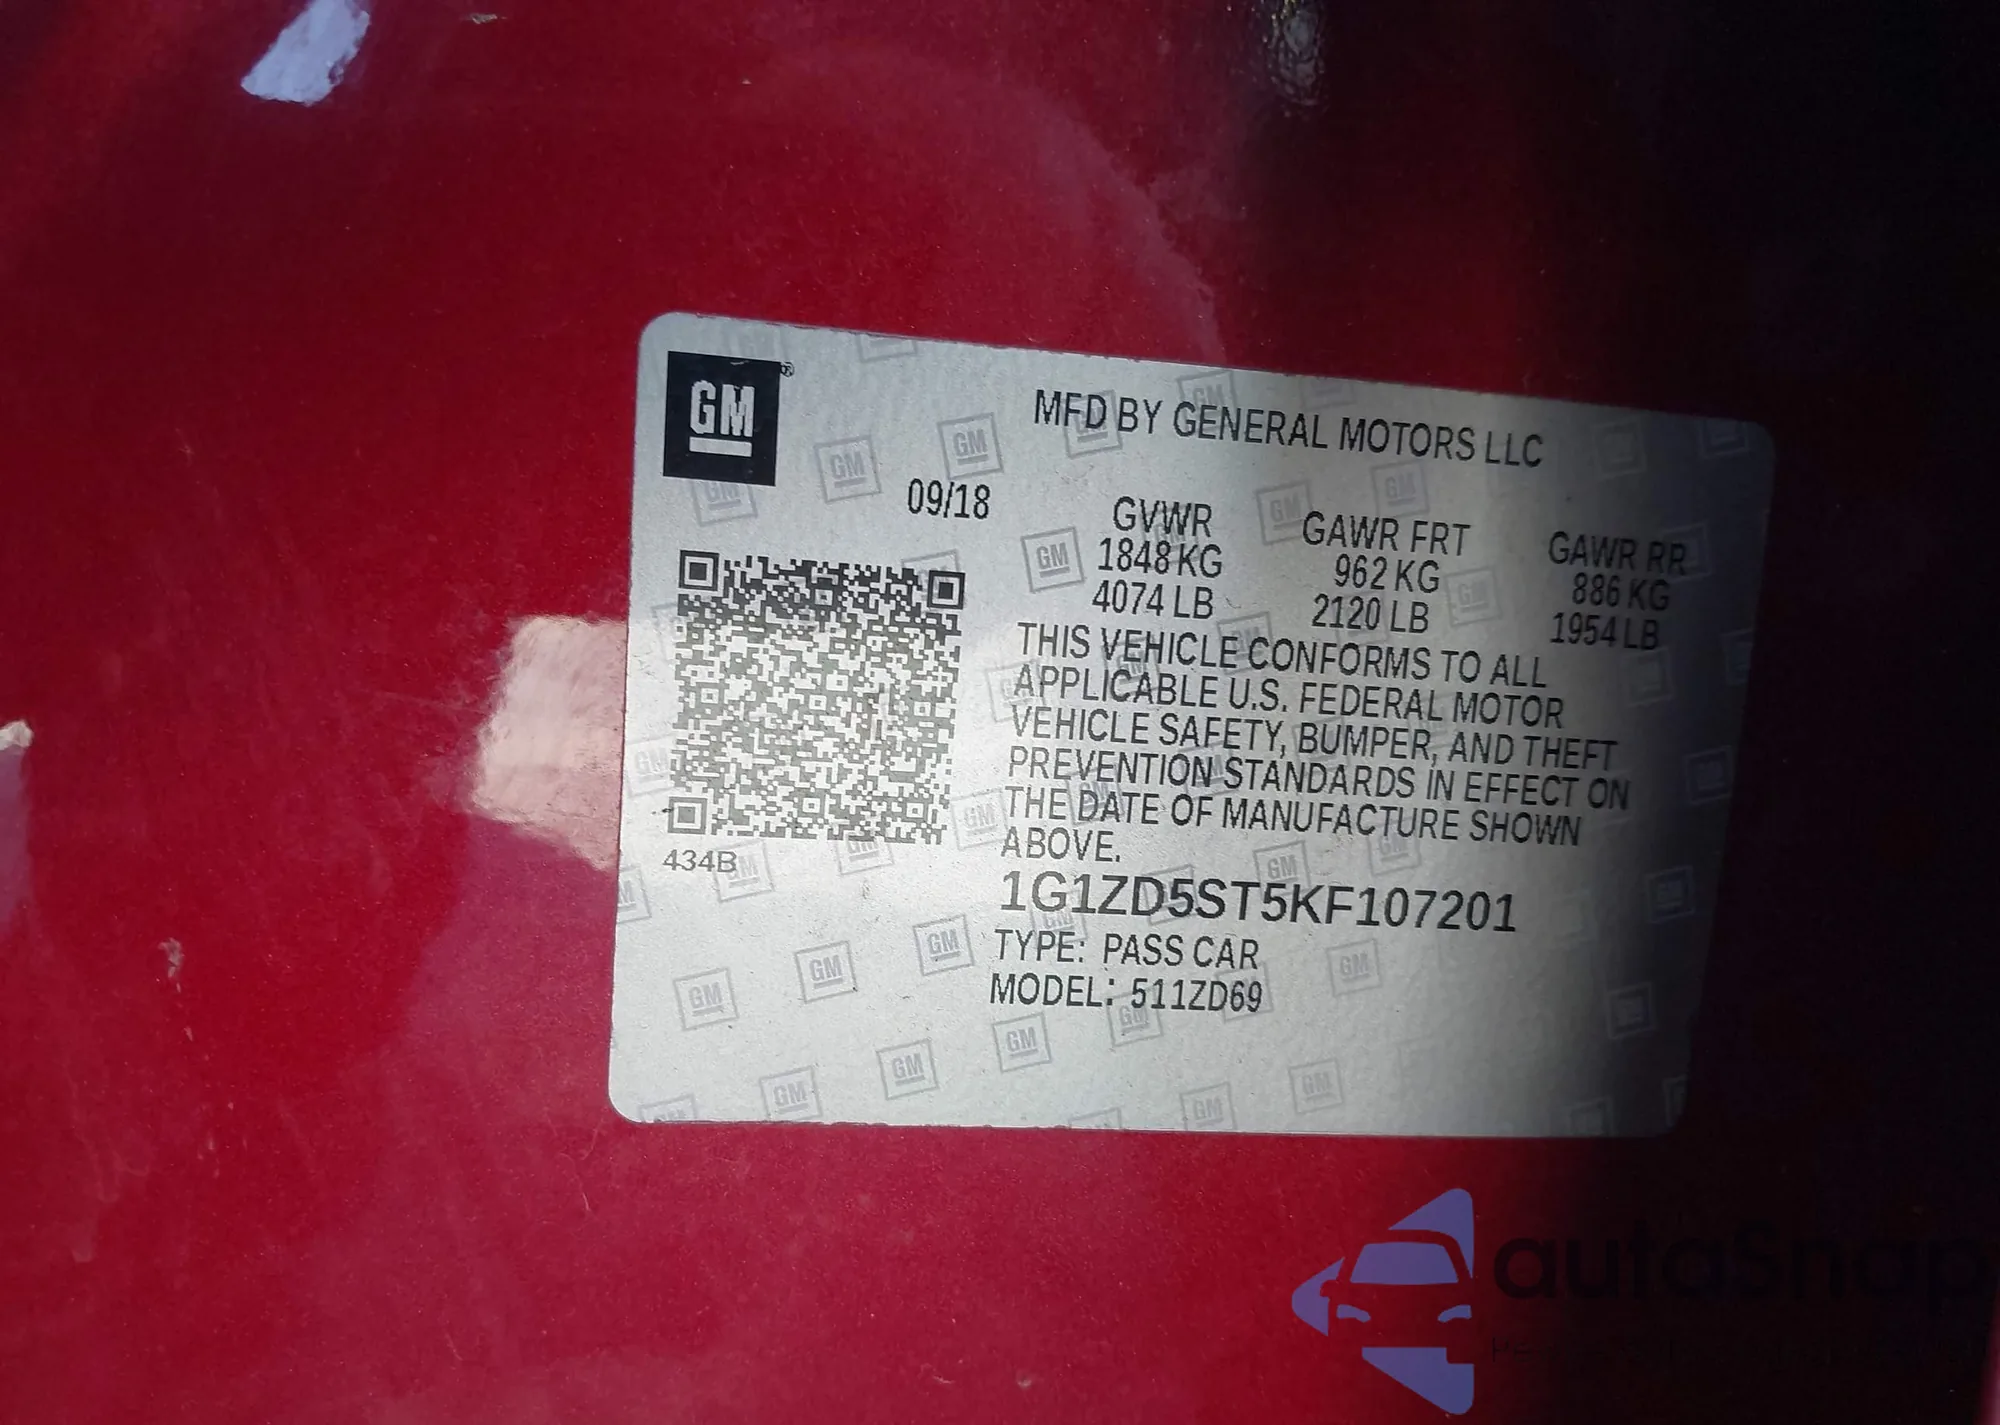 GM®
MFD BY GENERAL MOTORS LLC
09/18
GVWR GAWR FRT GAWR RR
1848 KG 962 KG 886 KG
4074 LB 2120 LB 1954 LB
THIS VEHICLE CONFORMS TO ALL
APPLICABLE U.S. FEDERAL MOTOR
VEHICLE SAFETY, BUMPER, AND THEFT
PREVENTION STANDARDS IN EFFECT ON
THE DATE OF MANUFACTURE SHOWN
ABOVE.
434B
1G1ZD5ST5KF107201
TYPE: PASS CAR
MODEL: 511ZD69
autaSnap